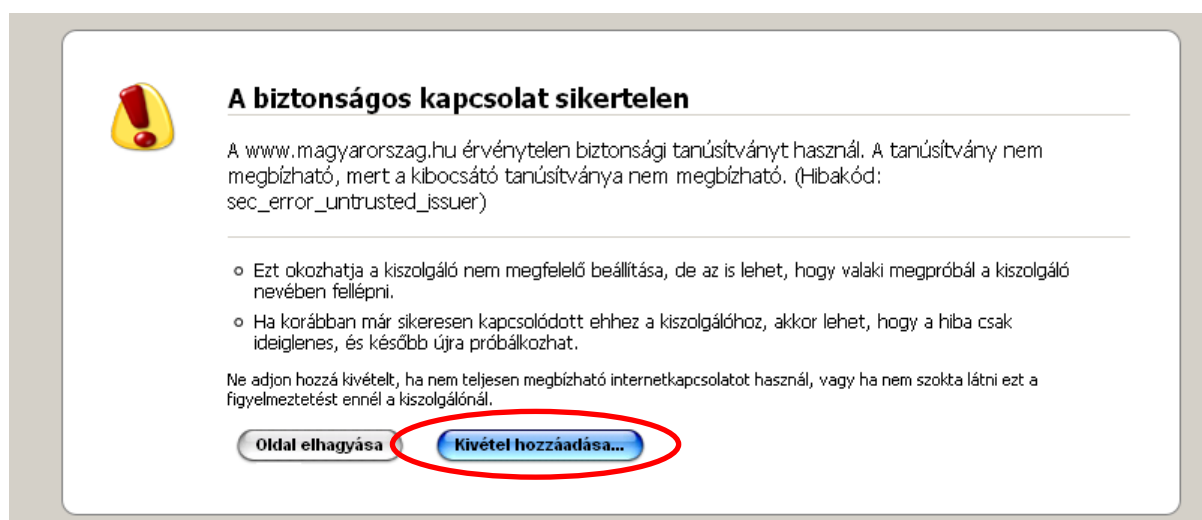 A biztonságos kapcsolat sikertelen
A www.magyarorszag.hu érvénytelen biztonsági tanúsítványt használ. A tanúsítvány nem
megbízható, mert a kibocsátó tanúsítványa nem megbízható. (Hibakód:
sec_error_untrusted_issuer)
Ezt okozhatja a kiszolgáló nem megfelelő beállítása, de az is lehet, hogy valaki megpróbál a kiszolgáló
nevében fellépni.
Ha korábban már sikeresen kapcsolódott ehhez a kiszolgálóhoz, akkor lehet, hogy a hiba csak
ideiglenes, és később újra próbálkozhat.
Ne adjon hozzá kivételt, ha nem teljesen megbízható internetkapcsolatot használ, vagy ha nem szokta látni ezt a
figyelmeztetést ennél a kiszolgálónál.
Oldal elhagyása Kivétel hozzáadása...